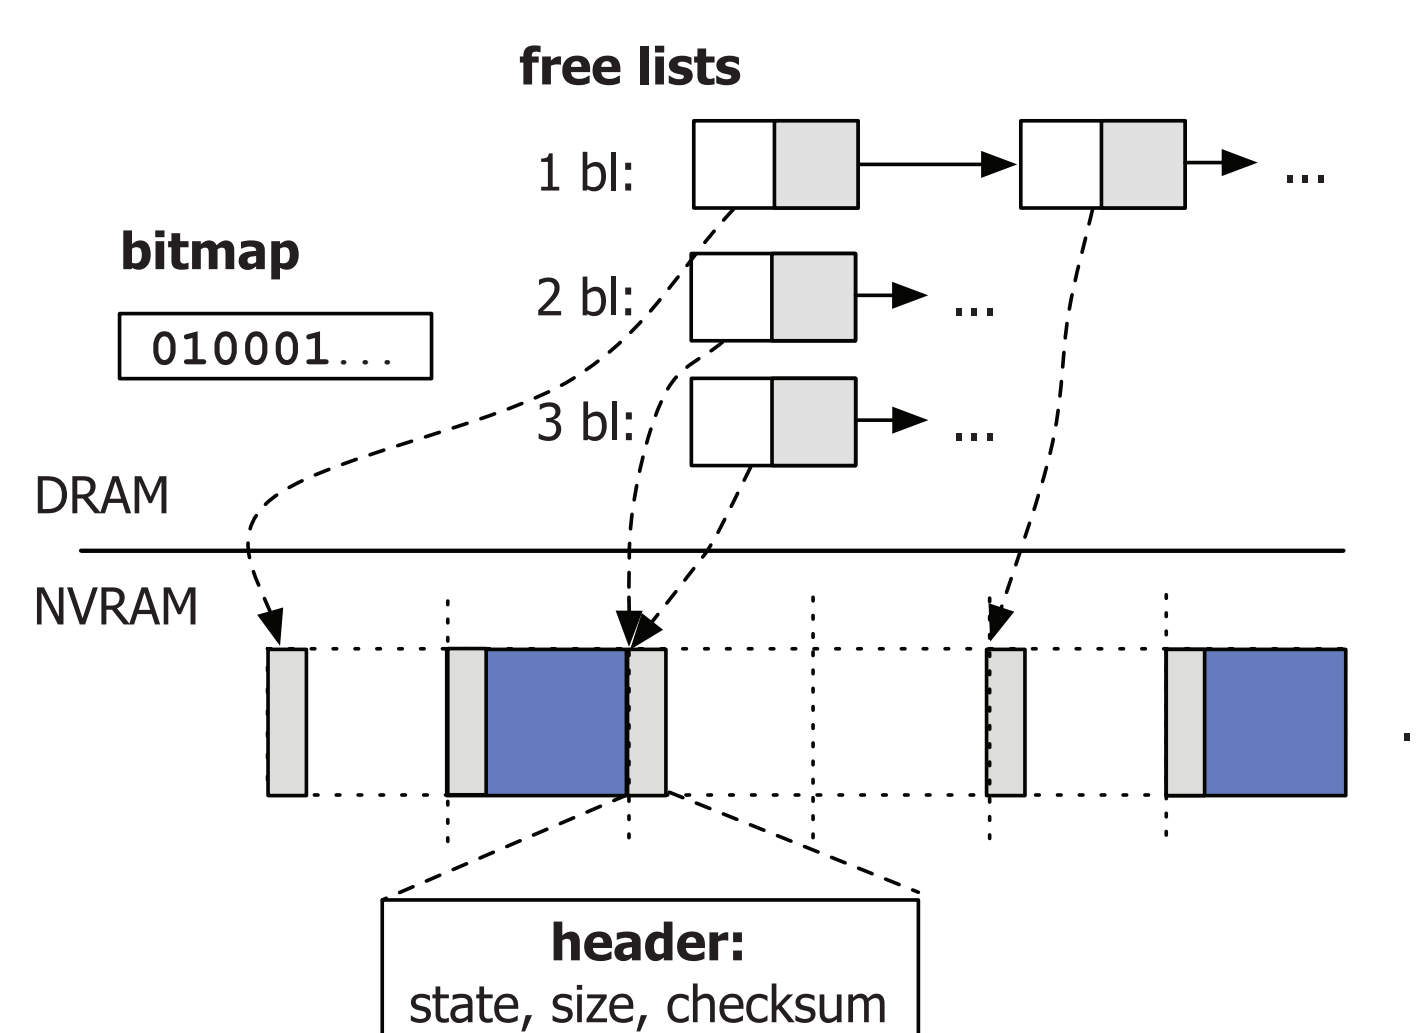 free lists
1 bl:
...
bitmap
2 bl:
...
010001...
3 bl:
...
DRAM
NVRAM
header:
state, size, checksum